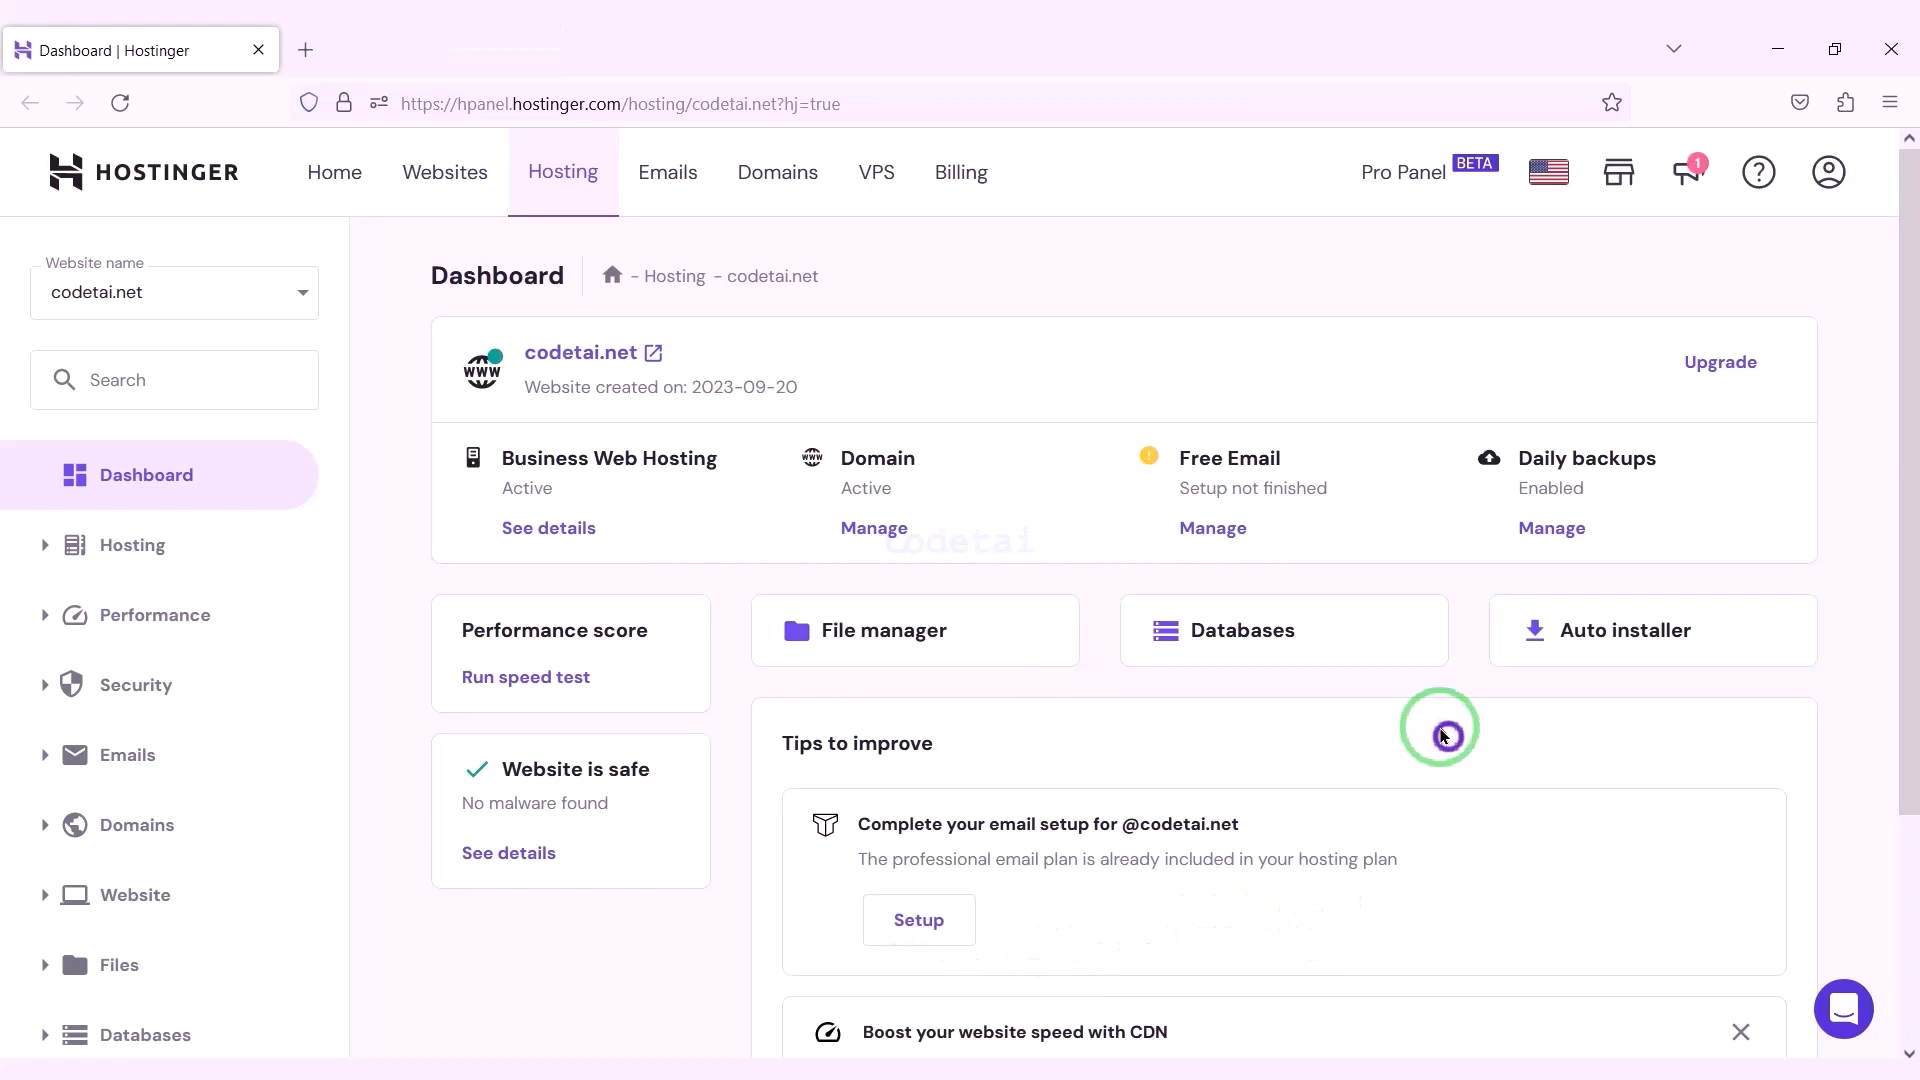 Dashboard | Hostinger
https://hpanel.hostinger.com/hosting/codetai.net?hj=true
HOSTINGER
Home
Websites
Hosting
Emails
Domains
VPS
Billing
Pro Panel BETA
1
Website name
codetai.net
Search
Dashboard
Hosting
Performance
Security
Emails
Domains
Website
Files
Databases
Dashboard
- Hosting - codetai.net
www
codetai.net
Website created on: 2023-09-20
Upgrade
Business Web Hosting
Active
See details
www
Domain
Active
Manage
Free Email
Setup not finished
Manage
Daily backups
Enabled
Manage
Codetai
Performance score
Run speed test
File manager
Databases
Auto installer
Website is safe
No malware found
See details
Tips to improve
Complete your email setup for @codetai.net
The professional email plan is already included in your hosting plan
Setup
Boost your website speed with CDN